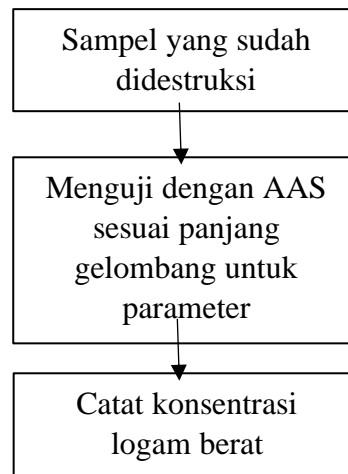 Sampel yang sudah
didestruksi
Menguji dengan AAS
sesuai panjang
gelombang untuk
parameter
Catat konsentrasi
logam berat